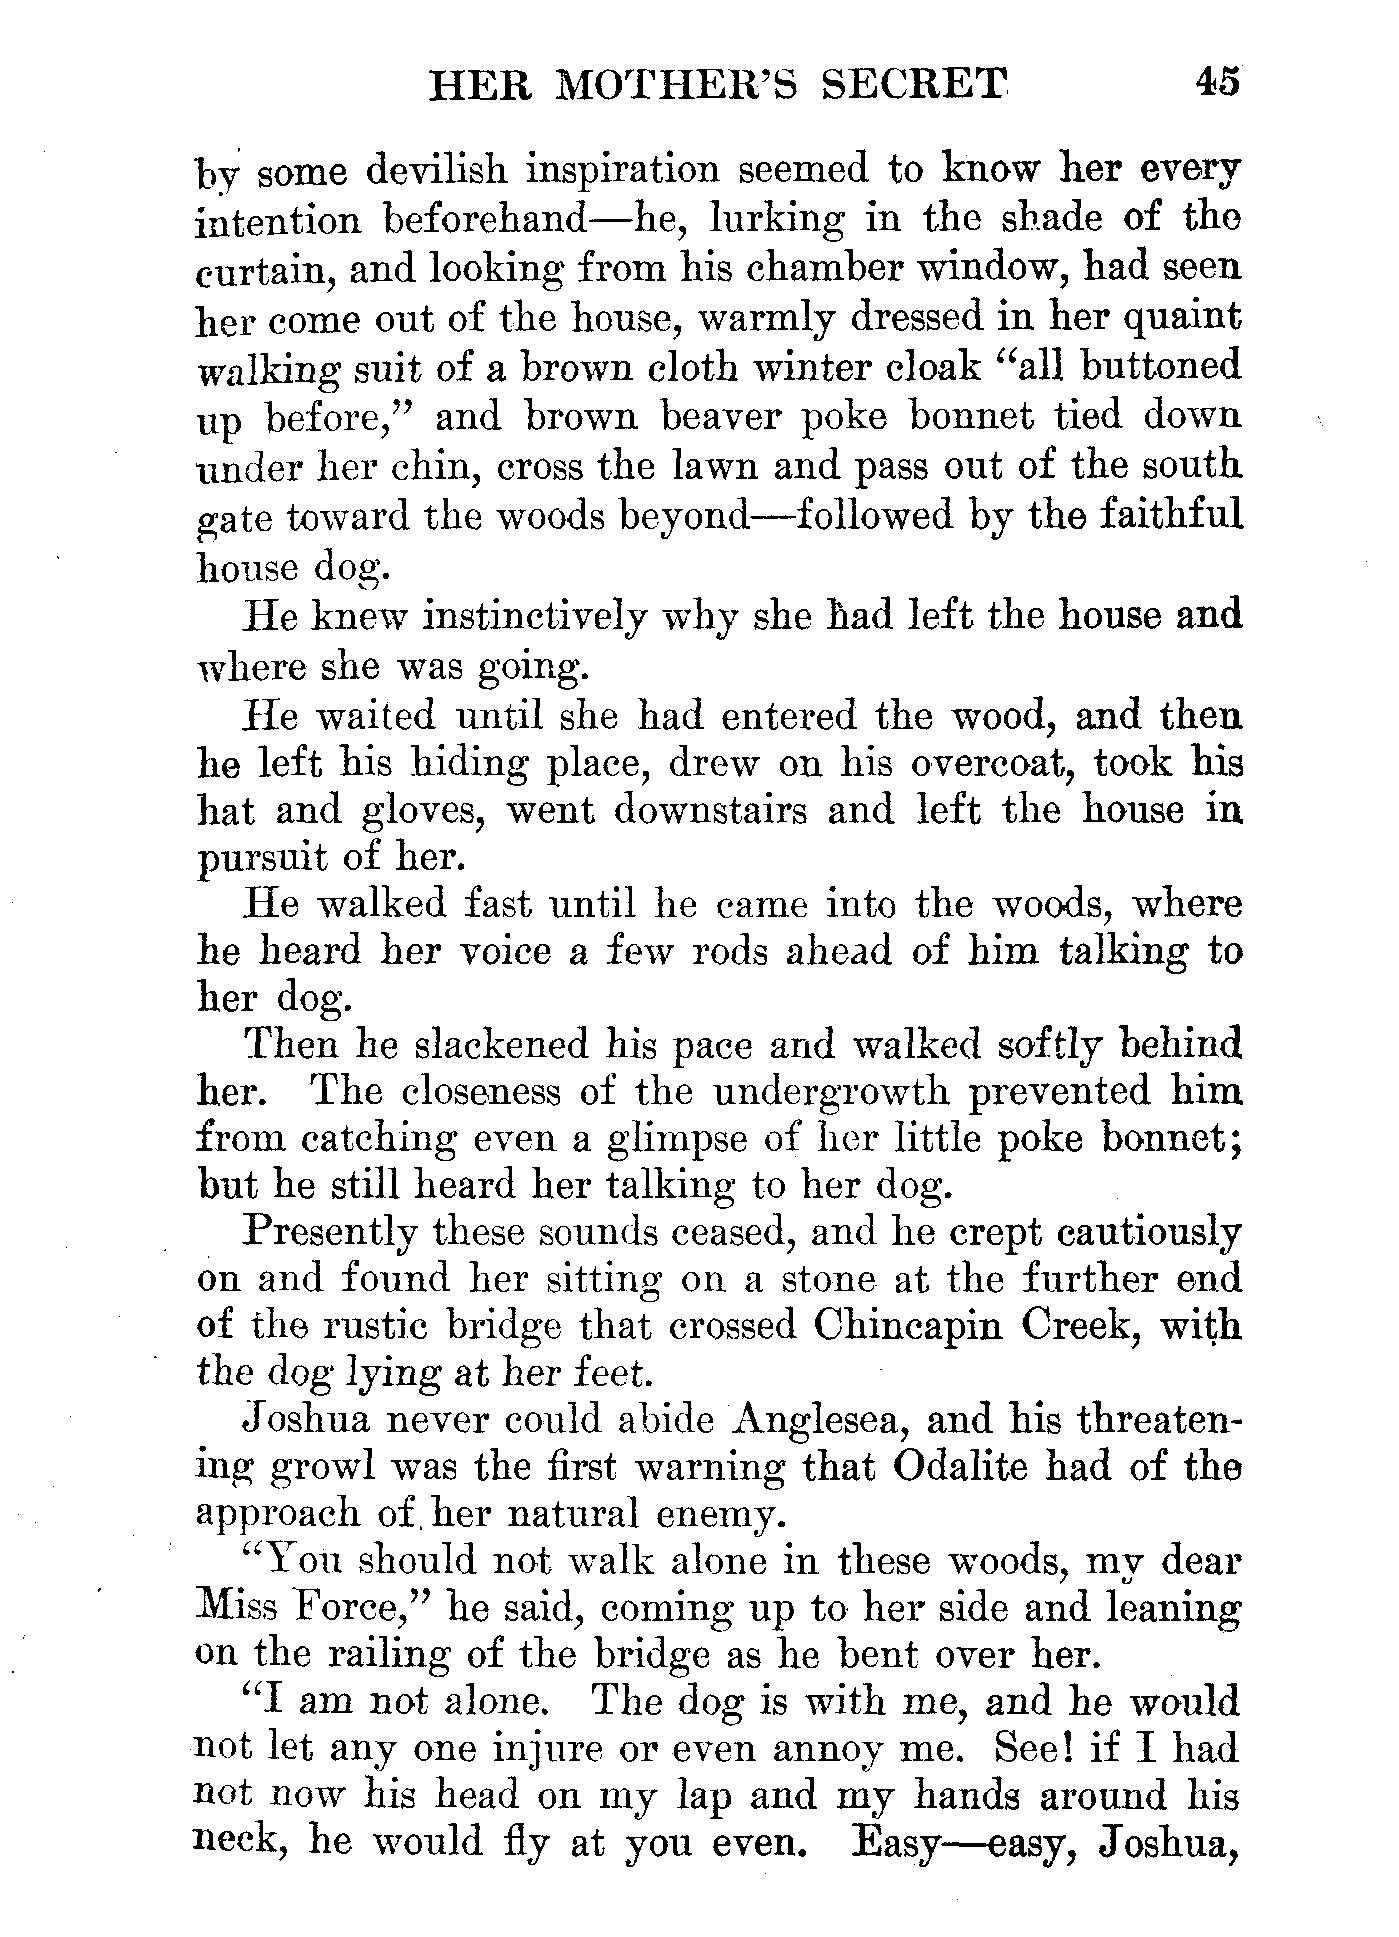 HER MOTHER'S SECRET 45
by some devilish inspiration seemed to know her every
intention beforehand—he, lurking in the shade of the
curtain, and looking from his chamber window, had seen
her come out of the house, warmly dressed in her quaint
walking suit of a brown cloth winter cloak "all buttoned
up before," and brown beaver poke bonnet tied down
under her chin, cross the lawn and pass out of the south
gate toward the woods beyond—followed by the faithful
house dog.
He knew instinctively why she had left the house and
where she was going.
He waited until she had entered the wood, and then
he left his hiding place, drew on his overcoat, took his
hat and gloves, went downstairs and left the house in
pursuit of her.
He walked fast until he came into the woods, where
he heard her voice a few rods ahead of him talking to
her dog.
Then he slackened his pace and walked softly behind
her. The closeness of the undergrowth prevented him
from catching even a glimpse of her little poke bonnet;
but he still heard her talking to her dog.
Presently these sounds ceased, and he crept cautiously
on and found her sitting on a stone at the further end
of the rustic bridge that crossed Chincapin Creek, with
the dog lying at her feet.
Joshua never could abide Anglesea, and his threaten-
ing growl was the first warning that Odalite had of the
approach of her natural enemy.
"You should not walk alone in these woods, my dear
Miss Force," he said, coming up to her side and leaning
on the railing of the bridge as he bent over her.
"I am not alone. The dog is with me, and he would
not let any one injure or even annoy me. See! if I had
not now his head on my lap and my hands around his
neck, he would fly at you even. Easy—easy, Joshua,